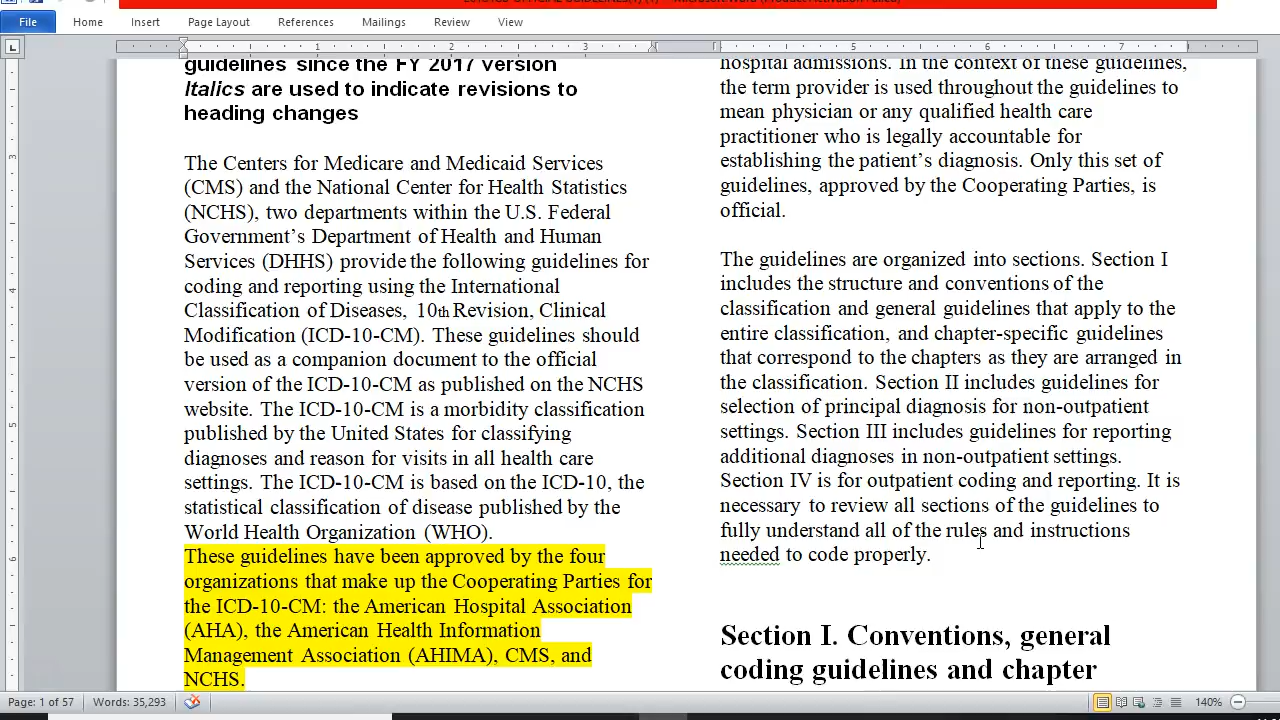 File Home Insert Page Layout References Mailings Review View
1 2 3 5 6 7
guidelines since the FY 2017 version
Italics are used to indicate revisions to
heading changes
The Centers for Medicare and Medicaid Services
(CMS) and the National Center for Health Statistics
(NCHS), two departments within the U.S. Federal
Government’s Department of Health and Human
Services (DHHS) provide the following guidelines for
coding and reporting using the International
Classification of Diseases, 10th Revision, Clinical
Modification (ICD-10-CM). These guidelines should
be used as a companion document to the official
version of the ICD-10-CM as published on the NCHS
website. The ICD-10-CM is a morbidity classification
published by the United States for classifying
diagnoses and reason for visits in all health care
settings. The ICD-10-CM is based on the ICD-10, the
statistical classification of disease published by the
World Health Organization (WHO).
These guidelines have been approved by the four
organizations that make up the Cooperating Parties for
the ICD-10-CM: the American Hospital Association
(AHA), the American Health Information
Management Association (AHIMA), CMS, and
NCHS.
hospital admissions. In the context of these guidelines,
the term provider is used throughout the guidelines to
mean physician or any qualified health care
practitioner who is legally accountable for
establishing the patient’s diagnosis. Only this set of
guidelines, approved by the Cooperating Parties, is
official.
The guidelines are organized into sections. Section I
includes the structure and conventions of the
classification and general guidelines that apply to the
entire classification, and chapter-specific guidelines
that correspond to the chapters as they are arranged in
the classification. Section II includes guidelines for
selection of principal diagnosis for non-outpatient
settings. Section III includes guidelines for reporting
additional diagnoses in non-outpatient settings.
Section IV is for outpatient coding and reporting. It is
necessary to review all sections of the guidelines to
fully understand all of the rules and instructions
needed to code properly.
Section I. Conventions, general
coding guidelines and chapter
3
4
5
6
Page: 1 of 57 Words: 35,293 140%